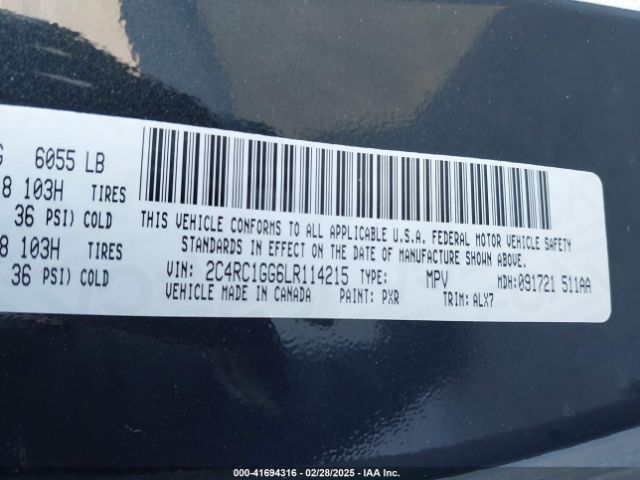 G 6055 LB
8 103H TIRES
36 PSI) COLD
8 103H TIRES
36 PSI) COLD
THIS VEHICLE CONFORMS TO ALL APPLICABLE U.S.A. FEDERAL MOTOR VEHICLE SAFETY
STANDARDS IN EFFECT ON THE DATE OF MANUFACTURE SHOWN ABOVE.
VIN: 2C4RC1GG6LR114215 TYPE: MPV MDH:091721 511AA
VEHICLE MADE IN CANADA PAINT: PXR TRIM: ALX7
000-41694316 | 02/28/2025 | IAA Inc.